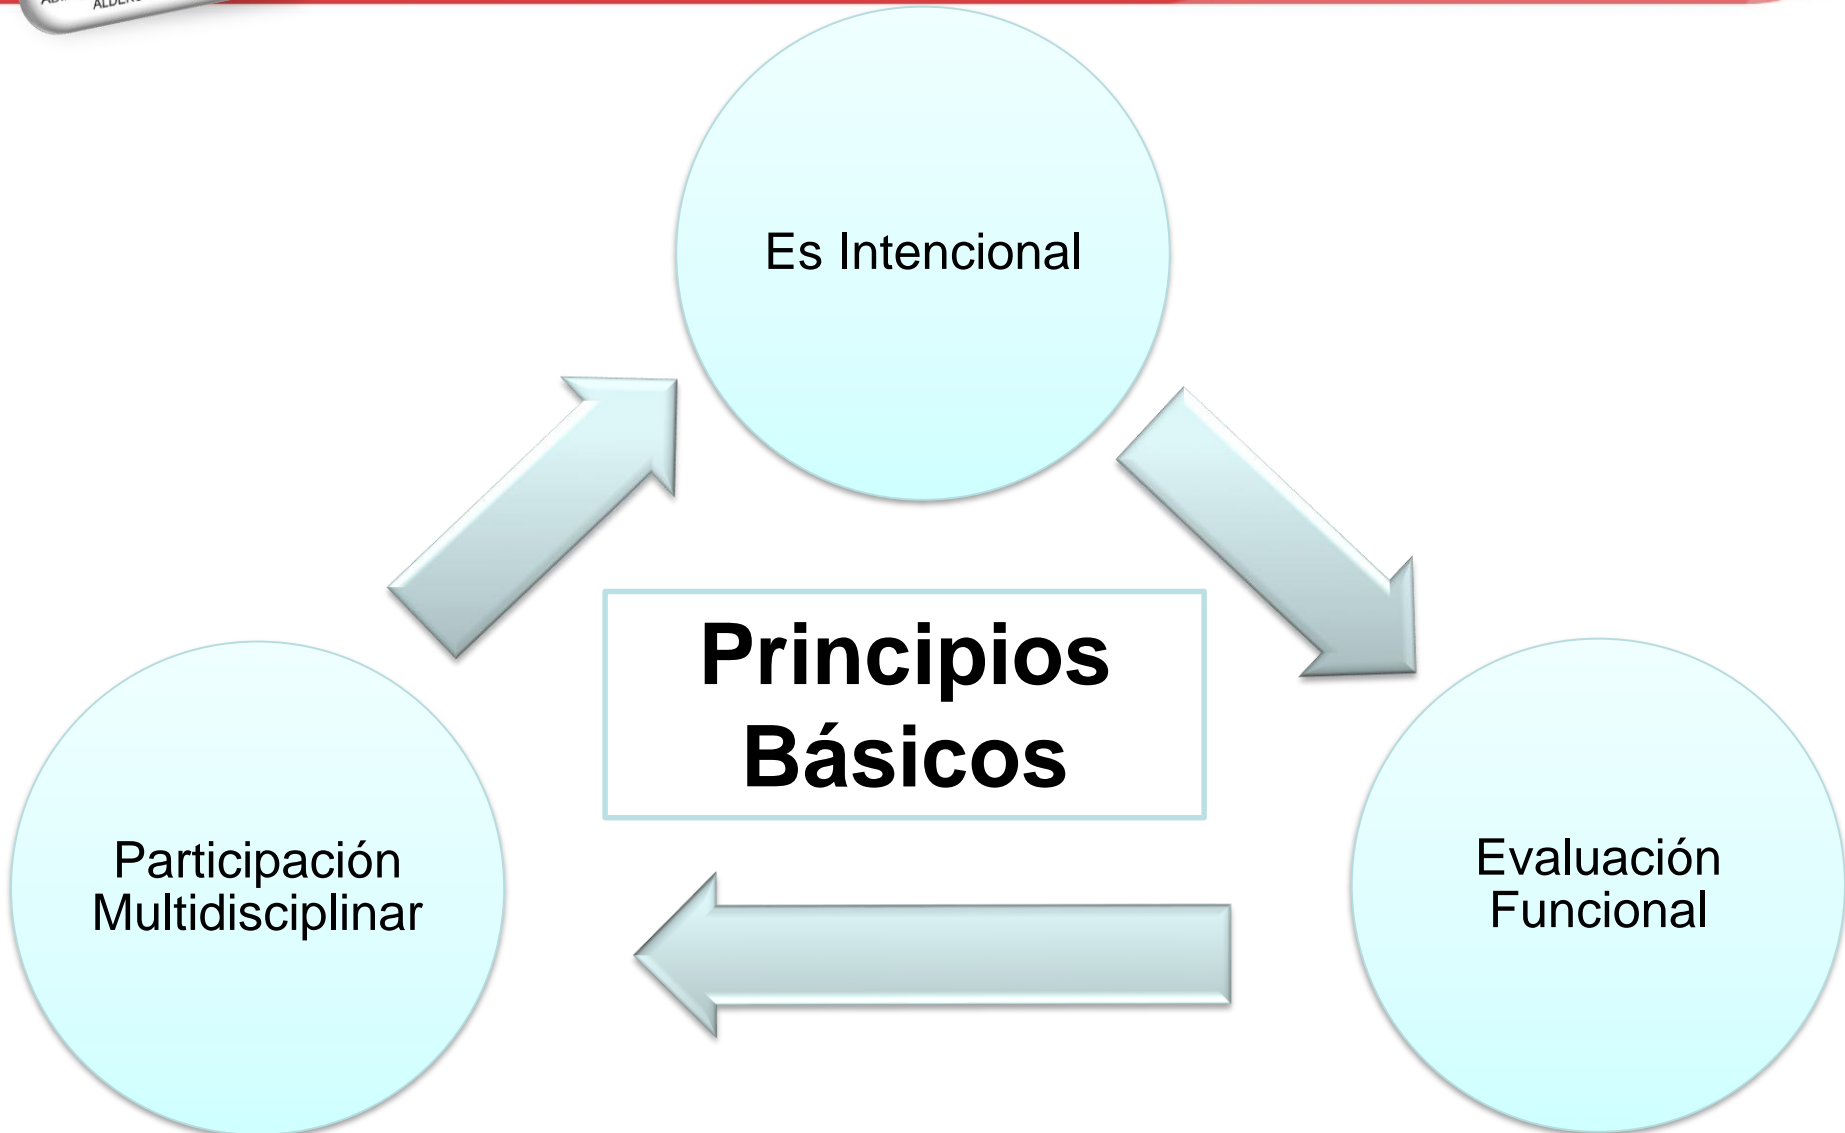 Es Intencional
Principios
Básicos
Participación
Multidisciplinar
Evaluación
Funcional